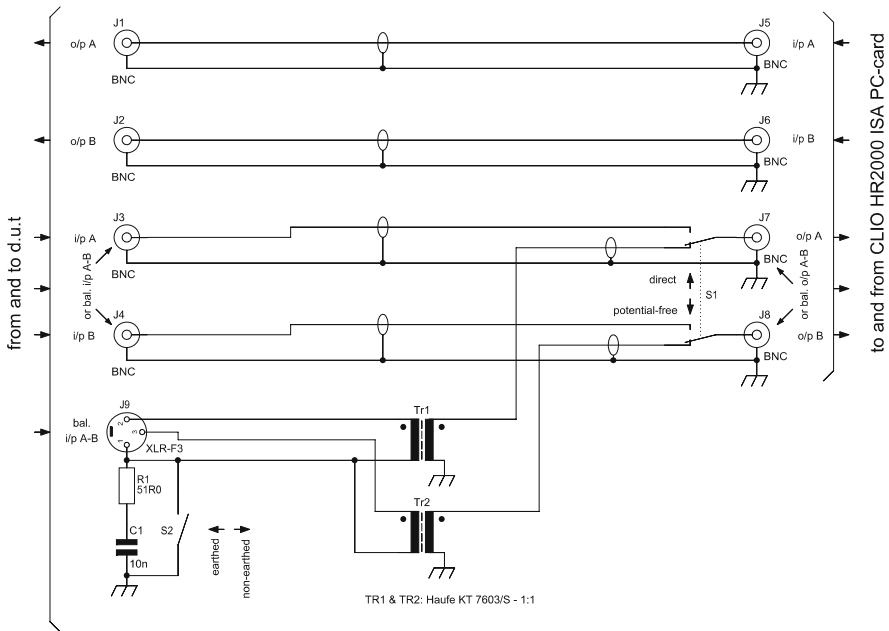 J1
J5
o/p A
i/p A
BNC
BNC
J2
J6
o/p B
i/p B
BNC
BNC
J3
J7
i/p A
o/p A
BNC
BNC
or bal. i/p A-B
or bal. o/p A-B
direct
S1
potential-free
J4
J8
i/p B
o/p B
BNC
BNC
from and to d.u.t
to and from CLIO HR2000 ISA PC-card
J9
bal.
i/p A-B
2
3
1
XLR-F3
Tr1
R1
51R0
Tr2
C1
10n
S2
earthed
non-earthed
TR1 & TR2: Haufe KT 7603/S - 1:1